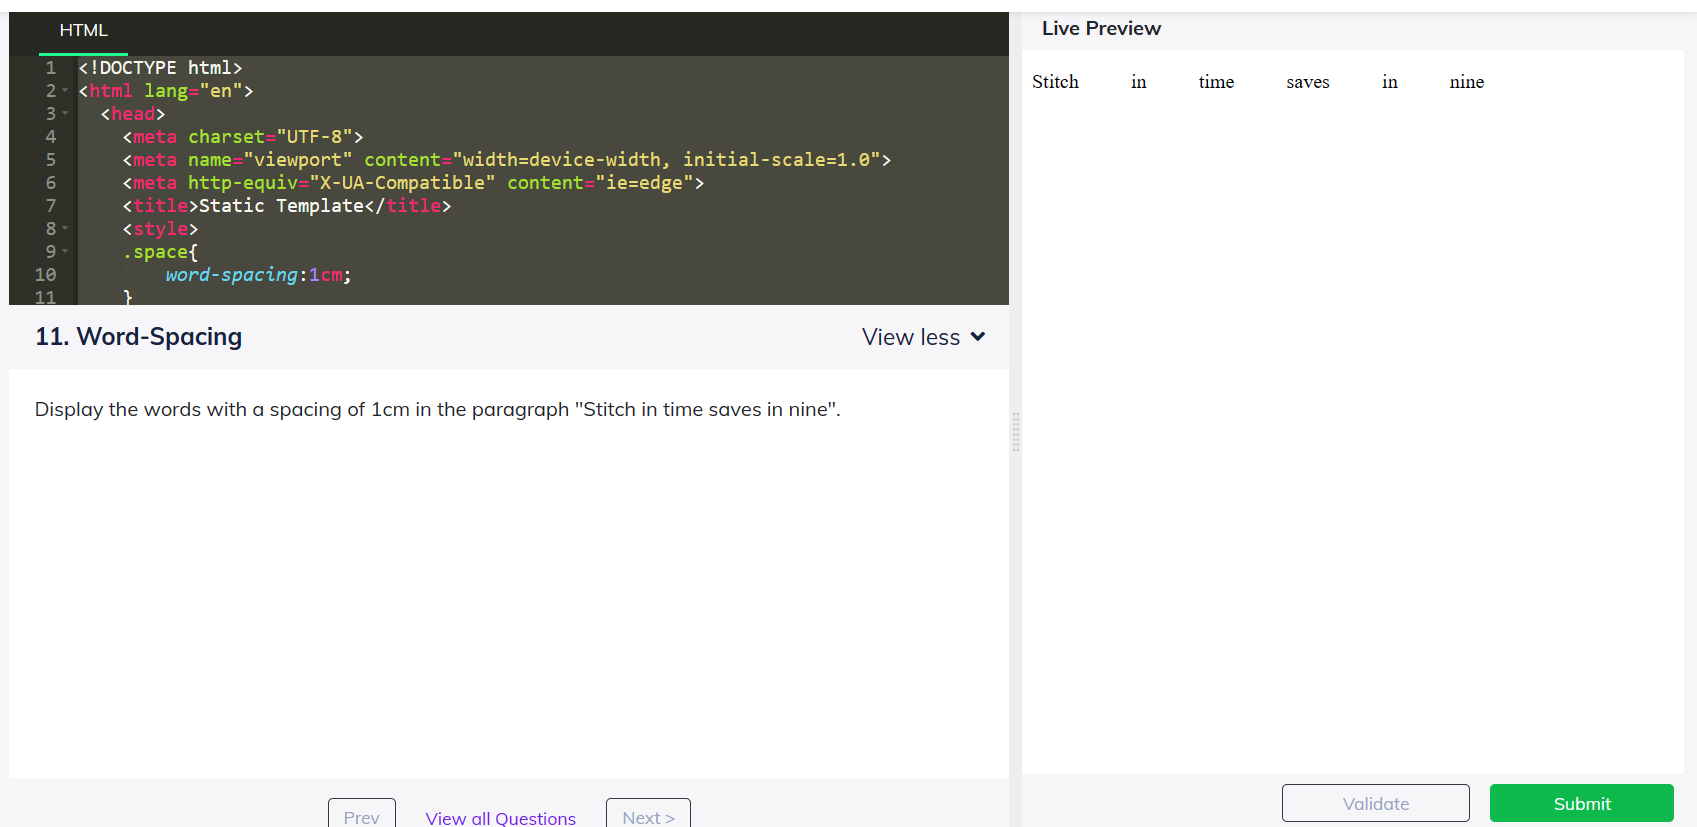 HTML
1 <!DOCTYPE html>
2 <html lang="en">
3 <head>
4 <meta charset="UTF-8">
5 <meta name="viewport" content="width=device-width, initial-scale=1.0">
6 <meta http-equiv="X-UA-Compatible" content="ie=edge">
7 <title>Static Template</title>
8 <style>
9 .space{
10 word-spacing:1cm;
11 }
11. Word-Spacing
View less
Display the words with a spacing of 1cm in the paragraph "Stitch in time saves in nine".
Prev View all Questions Next >
Live Preview
Stitch in time saves in nine
Validate Submit